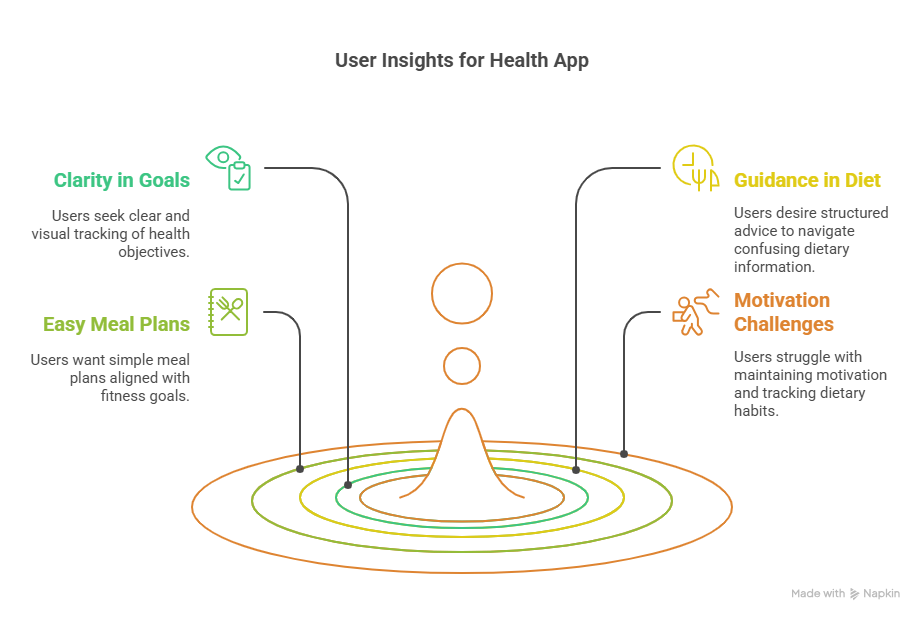 User Insights for Health App
Clarity in Goals
Users seek clear and
visual tracking of health
objectives.
Easy Meal Plans
Users want simple meal
plans aligned with
fitness goals.
Guidance in Diet
Users desire structured
advice to navigate
confusing dietary
information.
Motivation
Challenges
Users struggle with
maintaining motivation
and tracking dietary
habits.
Made with Napkin